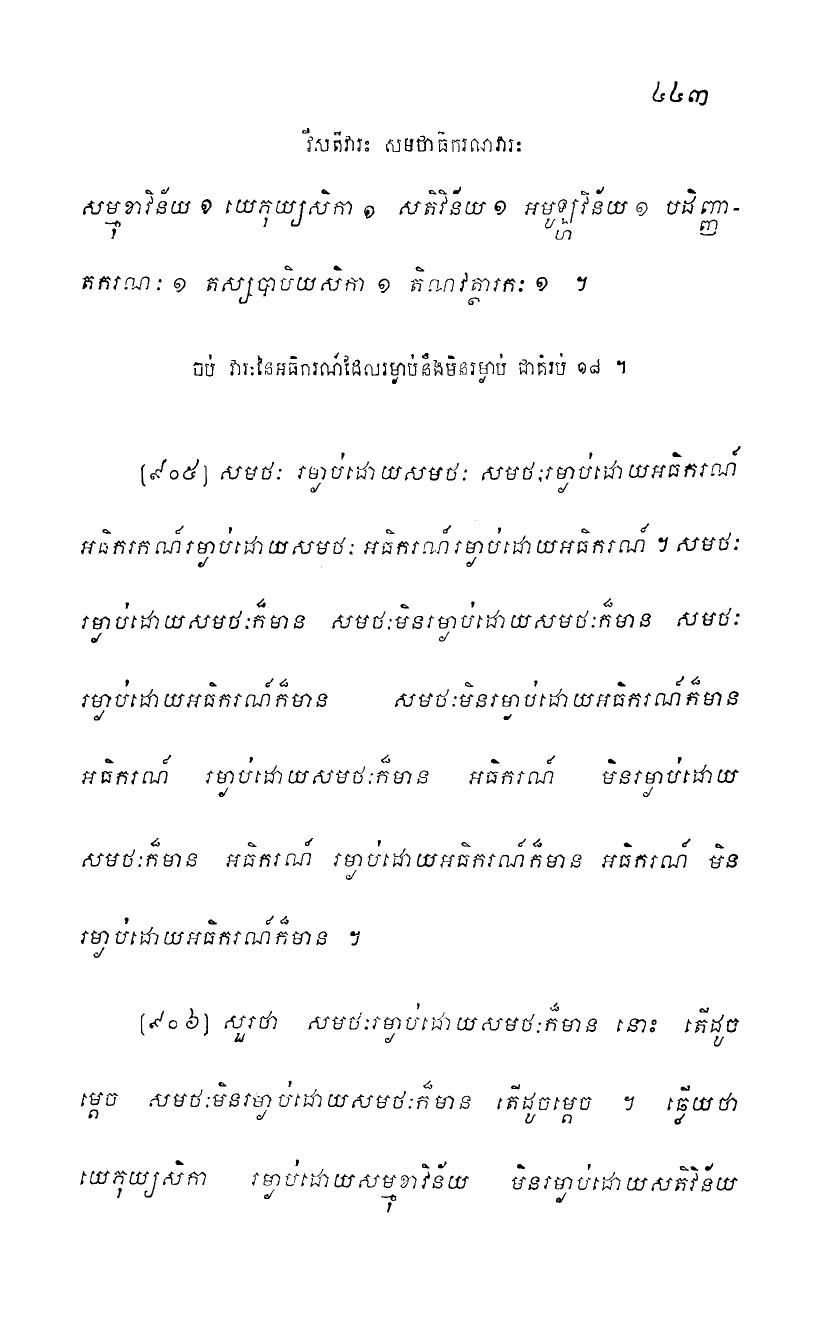 ៤៤៣
វីសតីវារៈ សមថាធិករណវារៈ
សម្មុខាវិន័យ ១ យេភុយ្យសិកា ១ សតិវិន័យ ១ អមូឡ្ហវិន័យ ១ បដិញ្ញា-
តករណៈ ១ តស្សបាបិយសិកា ១ តិណវត្ថារកៈ ១ ។
ចប់ វារៈនៃអធិករណ៍ដែលរម្ងាប់នឹងមិនរម្ងាប់ ជាគំរប់ ១៨ ។
[៩០៥] សមថៈ រម្ងាប់ដោយសមថៈ សមថៈរម្ងាប់ដោយអធិករណ៍
អធិករកណ៍រម្ងាប់ដោយសមថៈ អធិករណ៍រម្ងាប់ដោយអធិករណ៍ ។ សមថៈ
រម្ងាប់ដោយសមថៈក៏មាន សមថៈមិនរម្ងាប់ដោយសមថៈក៏មាន សមថៈ
រម្ងាប់ដោយអធិករណ៍ក៏មាន សមថៈមិនរម្ងាប់ដោយអធិករណ៍ក៏មាន
អធិករណ៍ រម្ងាប់ដោយសមថៈក៏មាន អធិករណ៍ មិនរម្ងាប់ដោយ
សមថៈក៏មាន អធិករណ៍ រម្ងាប់ដោយអធិករណ៍ក៏មាន អធិករណ៍ មិន
រម្ងាប់ដោយអធិករណ៍ក៏មាន ។
[៩០៦] សួរថា សមថៈរម្ងាប់ដោយសមថៈក៏មាន នោះ តើដូច
ម្តេច សមថៈមិនរម្ងាប់ដោយសមថៈក៏មាន តើដូចម្តេច ។ ឆ្លើយថា
យេភុយ្យសិកា រម្ងាប់ដោយសម្មុខាវិន័យ មិនរម្ងាប់ដោយសតិវិន័យ